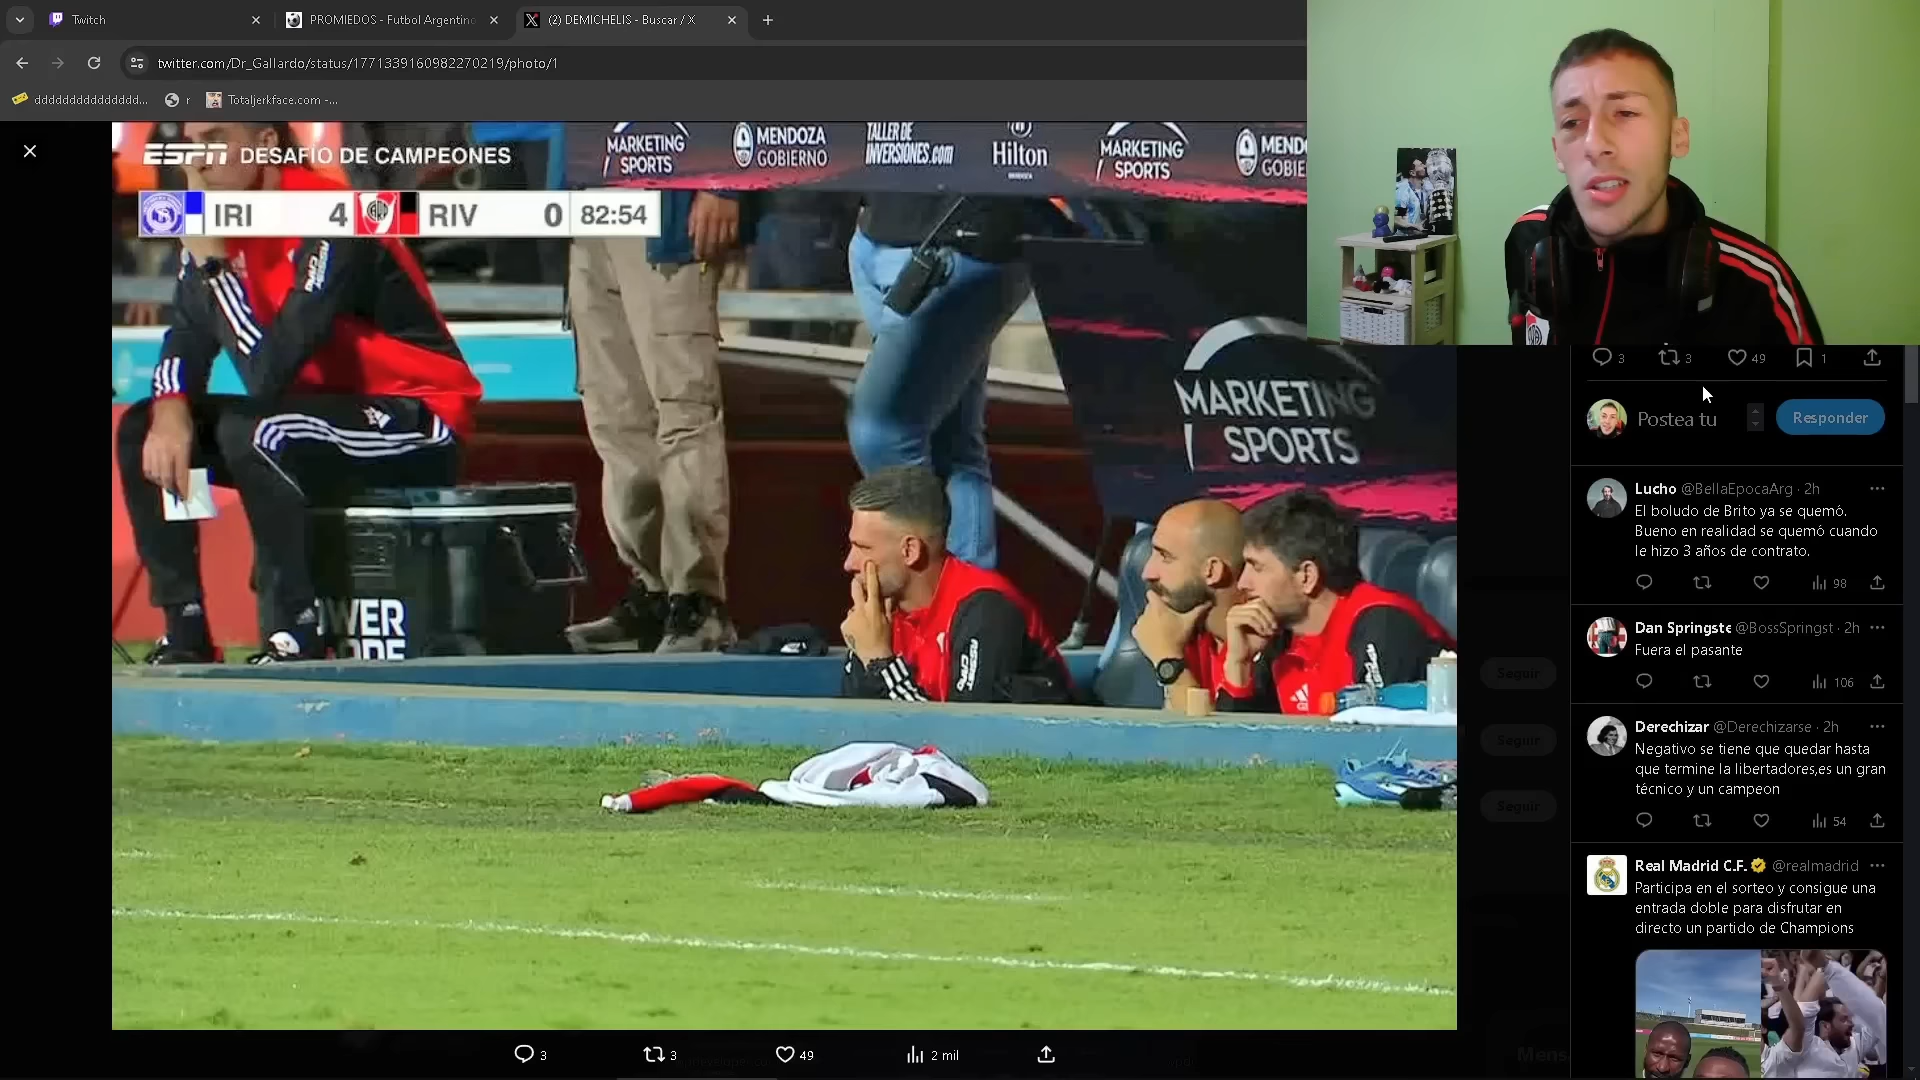 Twitch
PROMIEDOS - Futbol Argentino
(2) DEMICHELIS - Buscar / X
twitter.com/Dr_Gallardo/status/1771339160982270219/photo/1
ddddddddddddddd...
r
Totaljerkface.com -...
ESPN DESAFÍO DE CAMPEONES
IRI 4 RIV 0 82:54
MARKETING
SPORTS
MENDOZA
GOBIERNO
TALLER DE
INVERSIONES.com
Hilton
MARKETING
SPORTS
MARKETING
SPORTS
3 3 49 1
Postea tu
Responder
Lucho @BellaEpocaArg · 2h
El boludo de Brito ya se quemó.
Bueno en realidad se quemó cuando
le hizo 3 años de contrato.
98
Dan Springste @BossSpringst · 2h
Fuera el pasante
106
Derechizar @Derechizarse · 2h
Negativo se tiene que quedar hasta
que termine la libertadores,es un gran
técnico y un campeon
54
Real Madrid C.F. @realmadrid
Participa en el sorteo y consigue una
entrada doble para disfrutar en
directo un partido de Champions
Seguir
Seguir
Seguir
3 3 49 2 mil